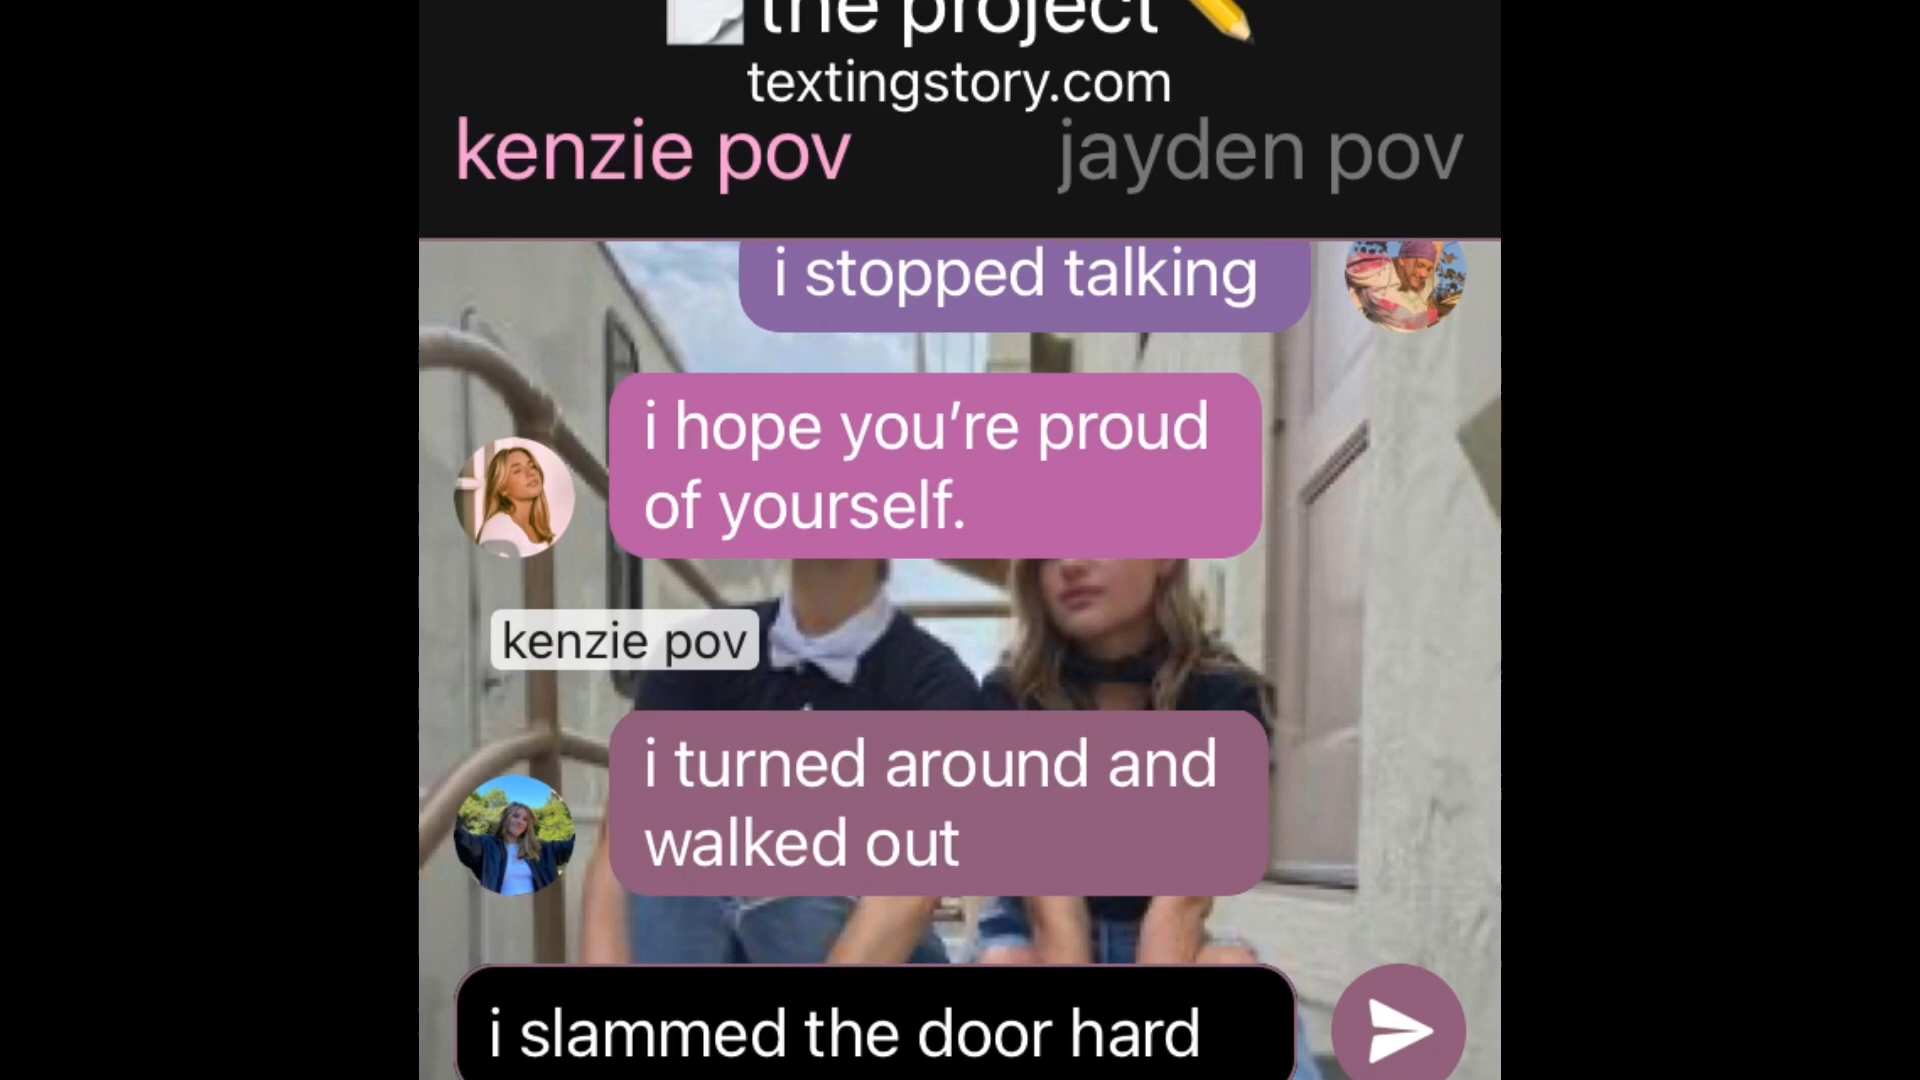 the project
textingstory.com
kenzie pov
jayden pov
i stopped talking
i hope you’re proud
of yourself.
kenzie pov
i turned around and
walked out
i slammed the door hard